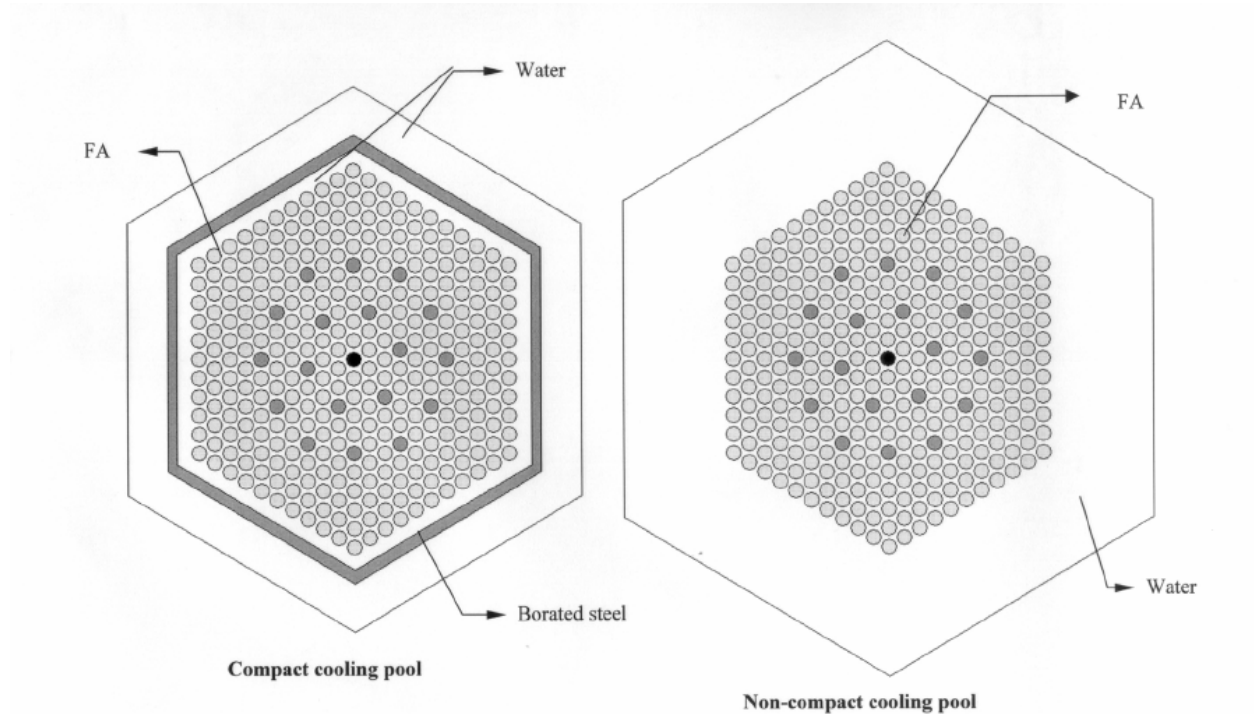 Water
FA
Borated steel
Compact cooling pool
FA
Water
Non-compact cooling pool